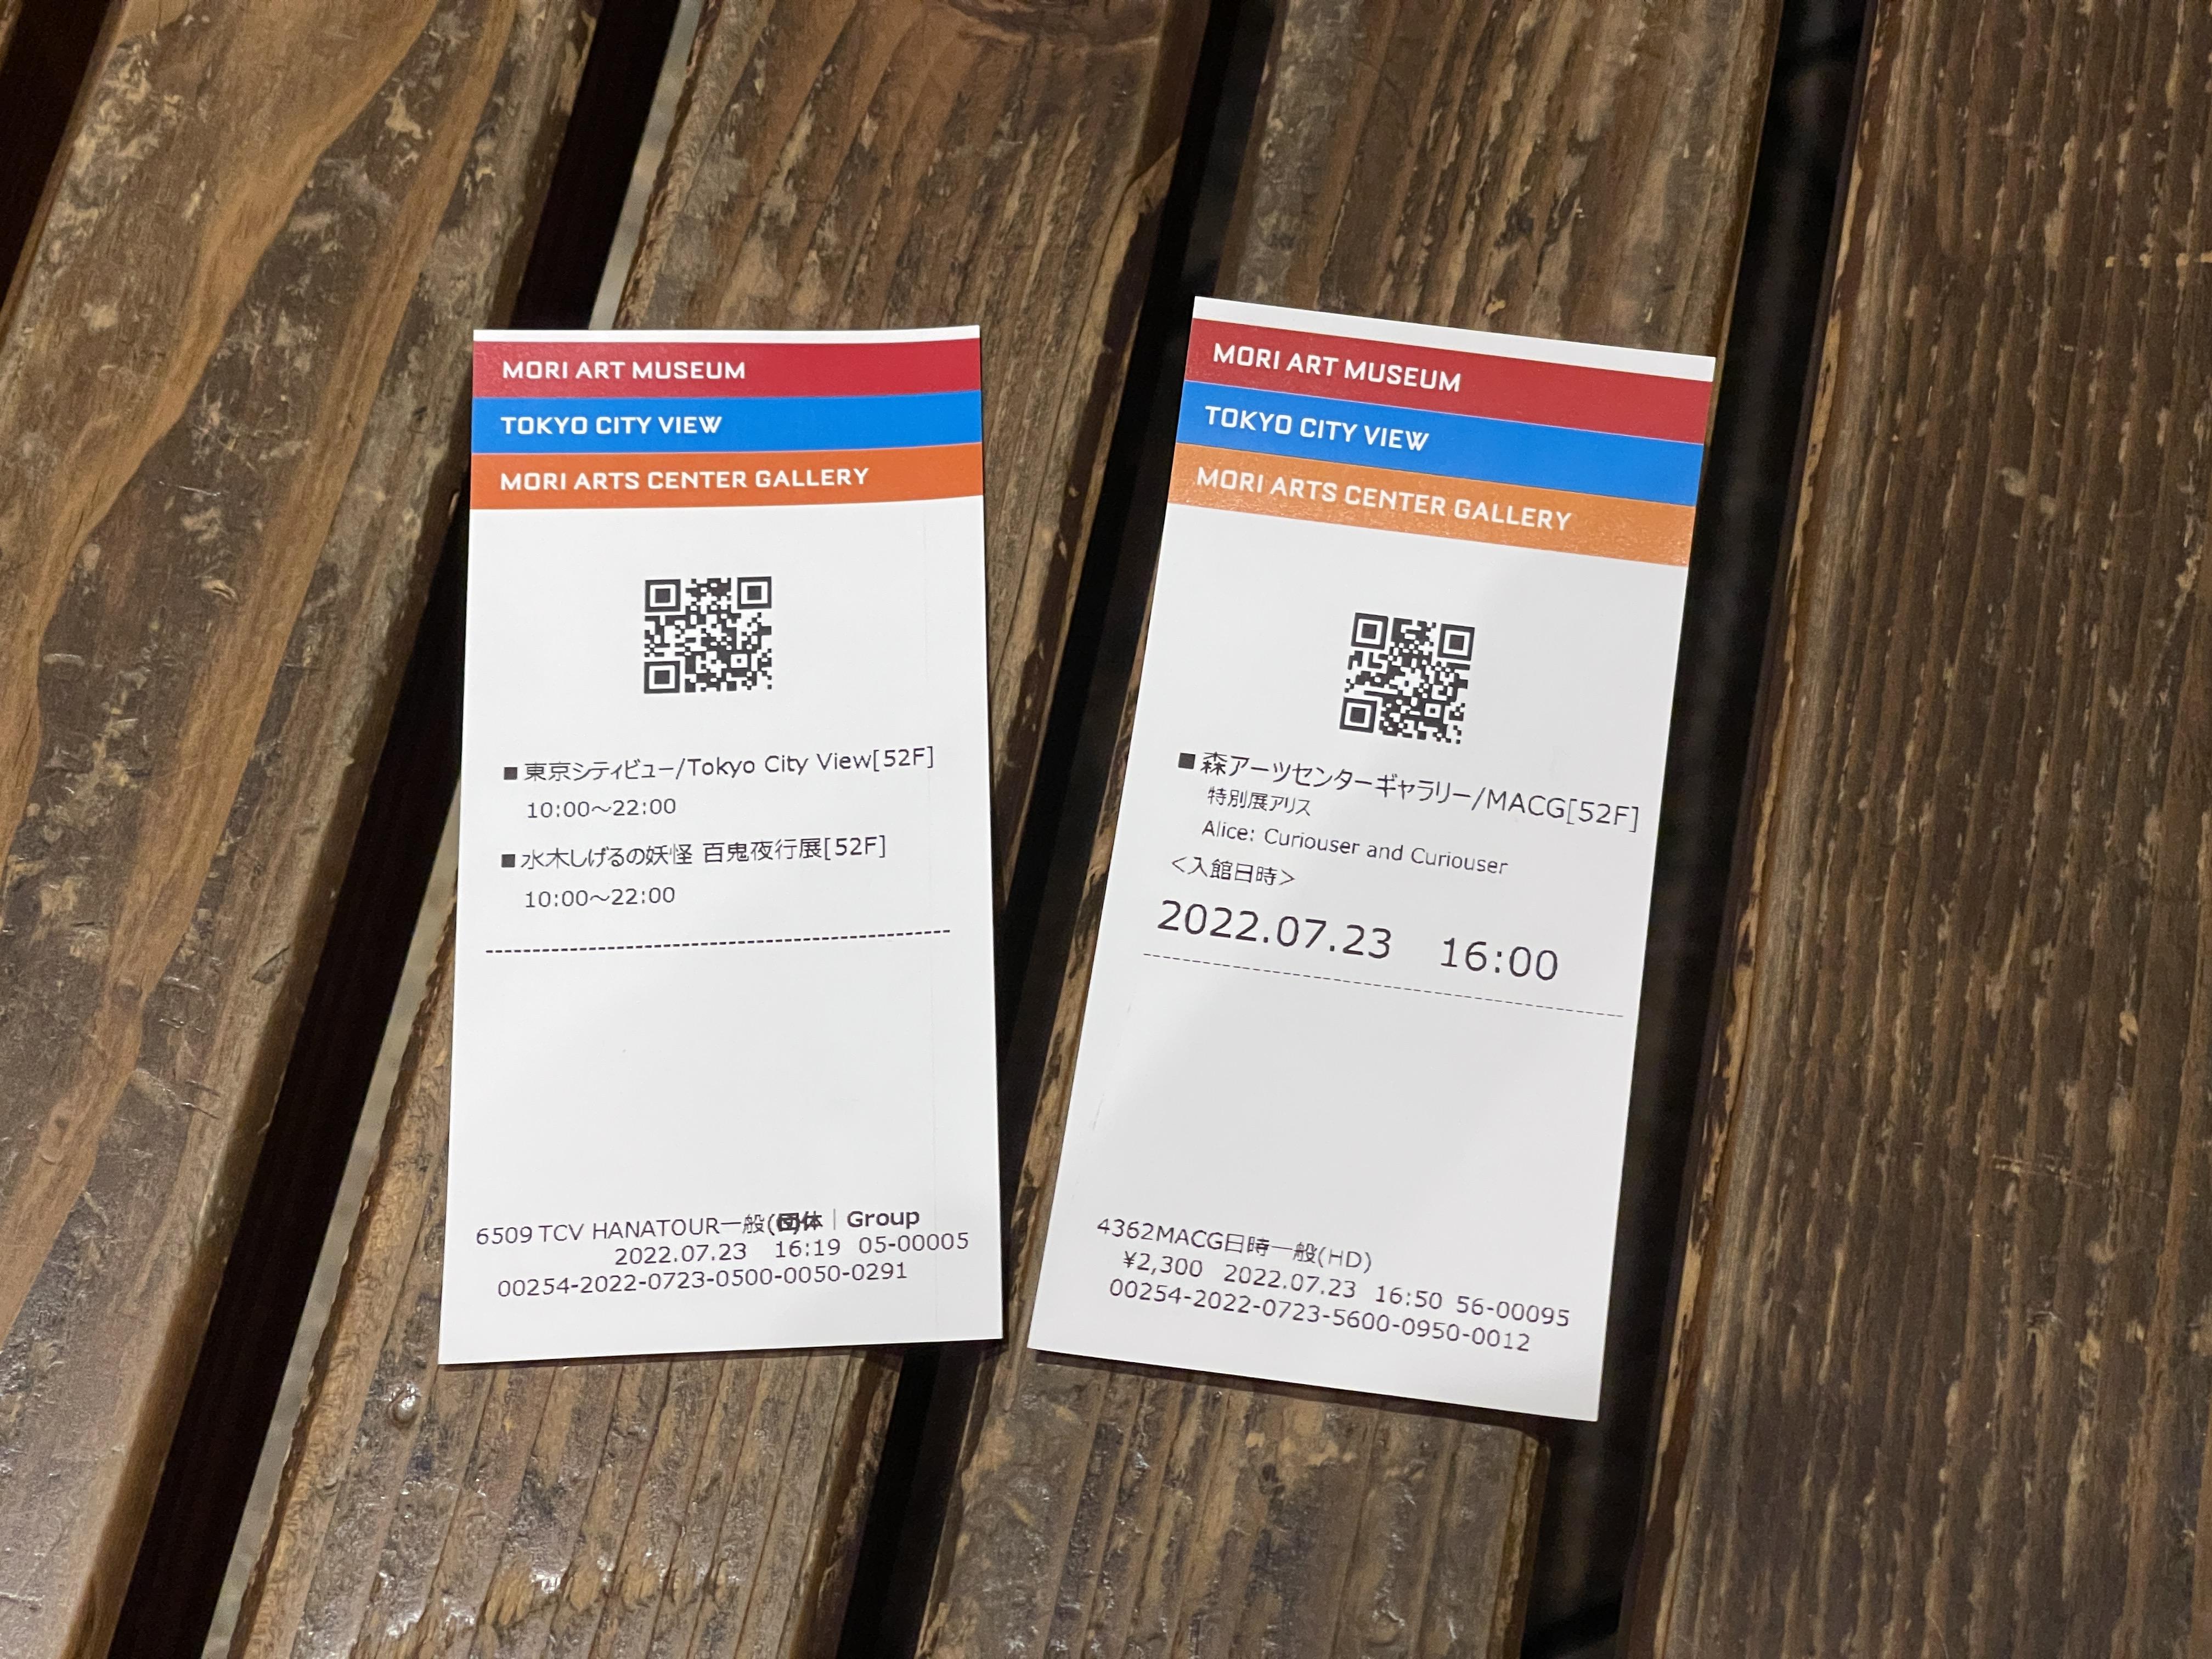 MORI ART MUSEUM
TOKYO CITY VIEW
MORI ARTS CENTER GALLERY
■東京シティビュー/Tokyo City View[52F]
10:00～22:00
■水木しげるの妖怪 百鬼夜行展[52F]
10:00～22:00
6509 TCV HANATOUR一般(団体｜Group
2022.07.23 16:19 05-00005
00254-2022-0723-0500-0050-0291
MORI ART MUSEUM
TOKYO CITY VIEW
MORI ARTS CENTER GALLERY
■森アーツセンターギャラリー/MACG[52F]
特別展アリス
Alice: Curiouser and Curiouser
<入館日時>
2022.07.23 16:00
4362MACG日時一般(HD)
¥2,300 2022.07.23 16:50 56-00095
00254-2022-0723-5600-0950-0012